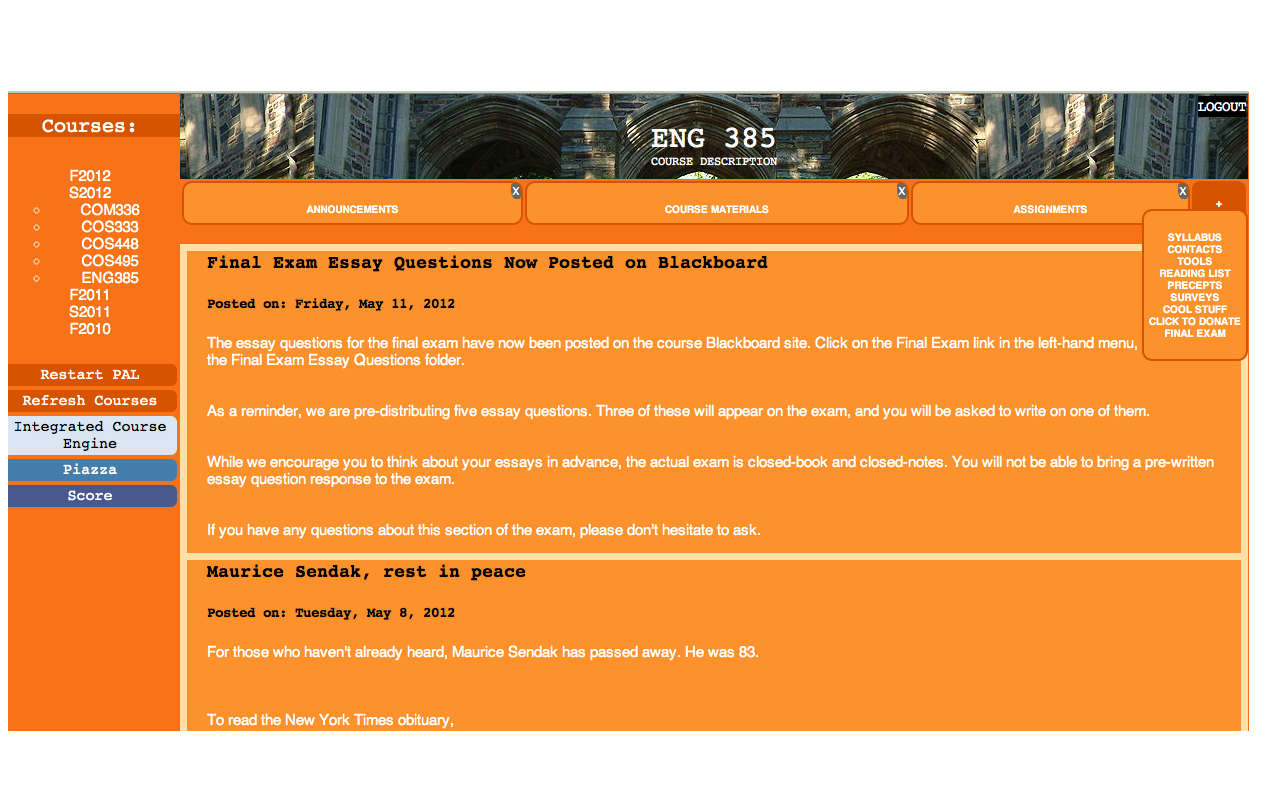 Courses:
F2012
S2012
COM336
COS333
COS448
COS495
ENG385
F2011
S2011
F2010
Restart PAL
Refresh Courses
Integrated Course
Engine
Piazza
Score
LOGOUT
ENG 385
COURSE DESCRIPTION
X
ANNOUNCEMENTS
X
COURSE MATERIALS
X
ASSIGNMENTS
+
SYLLABUS
CONTACTS
TOOLS
READING LIST
PRECEPTS
SURVEYS
COOL STUFF
CLICK TO DONATE
FINAL EXAM
Final Exam Essay Questions Now Posted on Blackboard
Posted on: Friday, May 11, 2012
The essay questions for the final exam have now been posted on the course Blackboard site. Click on the Final Exam link in the left-hand menu,
the Final Exam Essay Questions folder.
As a reminder, we are pre-distributing five essay questions. Three of these will appear on the exam, and you will be asked to write on one of them.
While we encourage you to think about your essays in advance, the actual exam is closed-book and closed-notes. You will not be able to bring a pre-written
essay question response to the exam.
If you have any questions about this section of the exam, please don't hesitate to ask.
Maurice Sendak, rest in peace
Posted on: Tuesday, May 8, 2012
For those who haven't already heard, Maurice Sendak has passed away. He was 83.
To read the New York Times obituary,